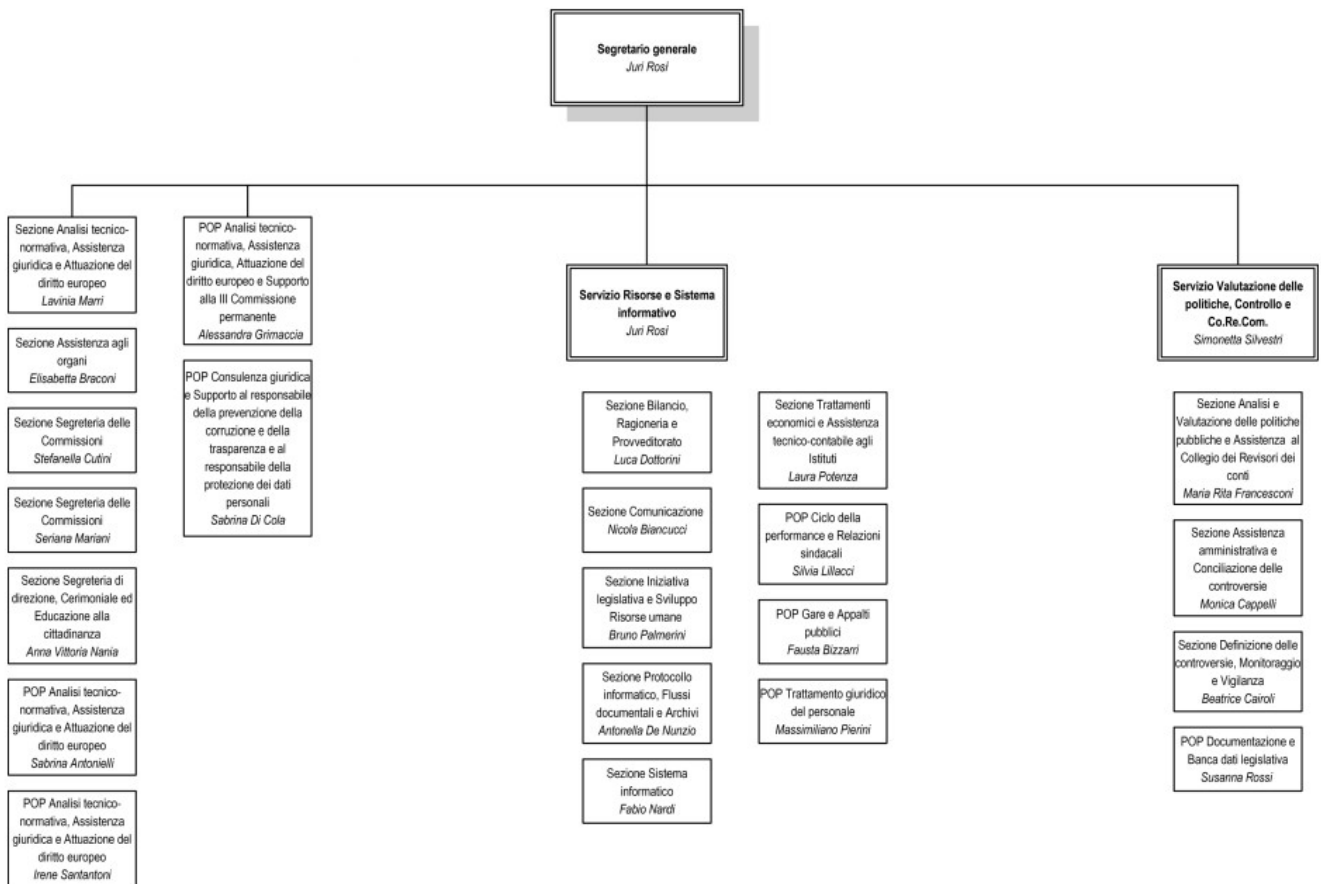 Segretario generale
Juri Rosi
Sezione Analisi tecnico-
normativa, Assistenza
giuridica e Attuazione del
diritto europeo
Lavinia Marri
Sezione Assistenza agli
organi
Elisabetta Braconi
Sezione Segreteria delle
Commissioni
Stefanella Cutini
Sezione Segreteria delle
Commissioni
Seriana Mariani
Sezione Segreteria di
direzione, Cerimoniale ed
Educazione alla
cittadinanza
Anna Vittoria Nania
POP Analisi tecnico-
normativa, Assistenza
giuridica e Attuazione del
diritto europeo
Sabrina Antonielli
POP Analisi tecnico-
normativa, Assistenza
giuridica e Attuazione del
diritto europeo
Irene Santantoni
POP Analisi tecnico-
normativa, Assistenza
giuridica, Attuazione del
diritto europeo e Supporto
alla III Commissione
permanente
Alessandra Grimaccia
POP Consulenza giuridica
e Supporto al responsabile
della prevenzione della
corruzione e della
trasparenza e al
responsabile della
protezione dei dati
personali
Sabrina Di Cola
Servizio Risorse e Sistema
informativo
Juri Rosi
Sezione Bilancio,
Ragioneria e
Provveditorato
Luca Dottorini
Sezione Comunicazione
Nicola Biancucci
Sezione Iniziativa
legislativa e Sviluppo
Risorse umane
Bruno Palmerini
Sezione Protocollo
informatico, Flussi
documentali e Archivi
Antonella De Nunzio
Sezione Sistema
informatico
Fabio Nardi
Sezione Trattamenti
economici e Assistenza
tecnico-contabile agli
Istituti
Laura Potenza
POP Ciclo della
performance e Relazioni
sindacali
Silvia Lillacci
POP Gare e Appalti
pubblici
Fausta Bizzarri
POP Trattamento giuridico
del personale
Massimiliano Pierini
Servizio Valutazione delle
politiche, Controllo e
Co.Re.Com.
Simonetta Silvestri
Sezione Analisi e
Valutazione delle politiche
pubbliche e Assistenza al
Collegio dei Revisori dei
conti
Maria Rita Francesconi
Sezione Assistenza
amministrativa e
Conciliazione delle
controversie
Monica Cappelli
Sezione Definizione delle
controversie, Monitoraggio
e Vigilanza
Beatrice Cairoli
POP Documentazione e
Banca dati legislativa
Susanna Rossi